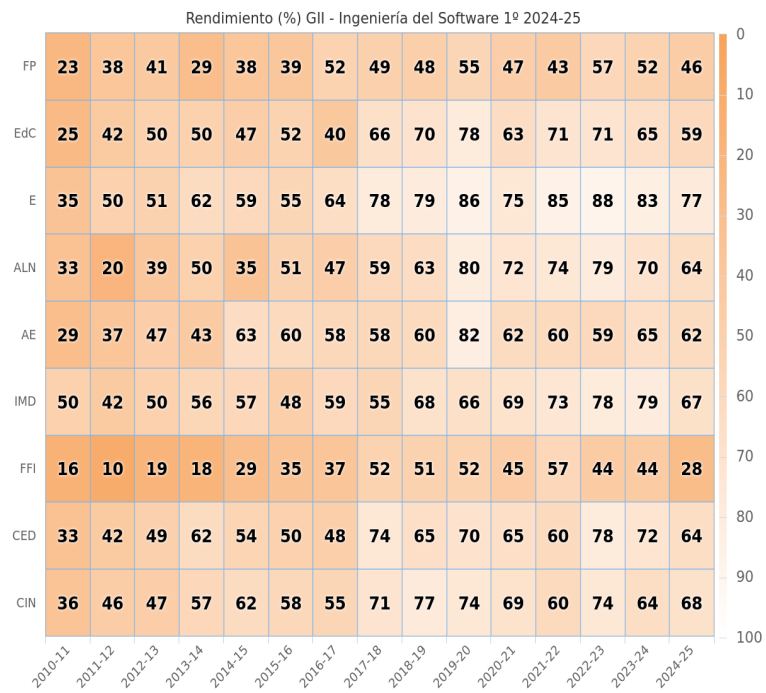 Rendimiento (%) GII - Ingeniería del Software 1º 2024-25
FP 23 38 41 29 38 39 52 49 48 55 47 43 57 52 46
EdC 25 42 50 50 47 52 40 66 70 78 63 71 71 65 59
E 35 50 51 62 59 55 64 78 79 86 75 85 88 83 77
ALN 33 20 39 50 35 51 47 59 63 80 72 74 79 70 64
AE 29 37 47 43 63 60 58 58 60 82 62 60 59 65 62
IMD 50 42 50 56 57 48 59 55 68 66 69 73 78 79 67
FFI 16 10 19 18 29 35 37 52 51 52 45 57 44 44 28
CED 33 42 49 62 54 50 48 74 65 70 65 60 78 72 64
CIN 36 46 47 57 62 58 55 71 77 74 69 60 74 64 68
2010-11 2011-12 2012-13 2013-14 2014-15 2015-16 2016-17 2017-18 2018-19 2019-20 2020-21 2021-22 2022-23 2023-24 2024-25
0
10
20
30
40
50
60
70
80
90
100